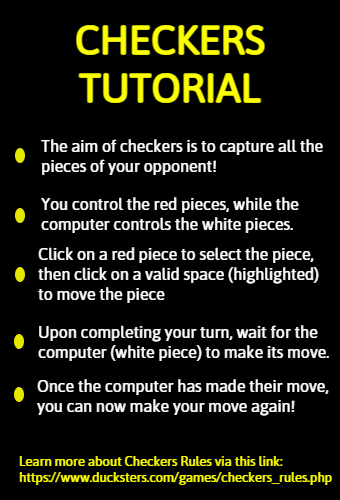 CHECKERS
TUTORIAL
The aim of checkers is to capture all the
pieces of your opponent!
You control the red pieces, while the
computer controls the white pieces.
Click on a red piece to select the piece,
then click on a valid space (highlighted)
to move the piece
Upon completing your turn, wait for the
computer (white piece) to make its move.
Once the computer has made their move,
you can now make your move again!
Learn more about Checkers Rules via this link:
https://www.ducksters.com/games/checkers_rules.php